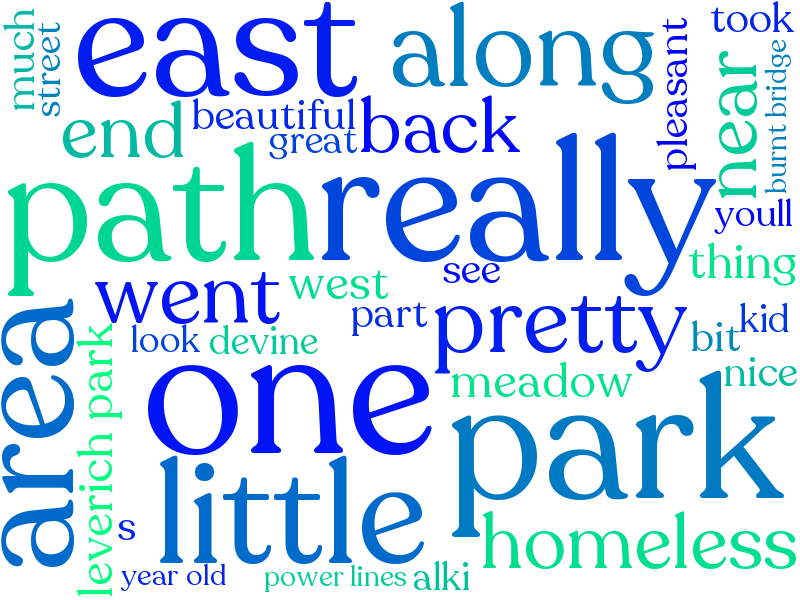 much
street
east
along
took
pleasant
near
burnt bridge
end
beautiful
great
back
path
really
youll
thing
see
went
west
part
pretty
kid
bit
look
devine
nice
area
leverich park
one
meadow
park
little
homeless
s
year old
power lines
alki